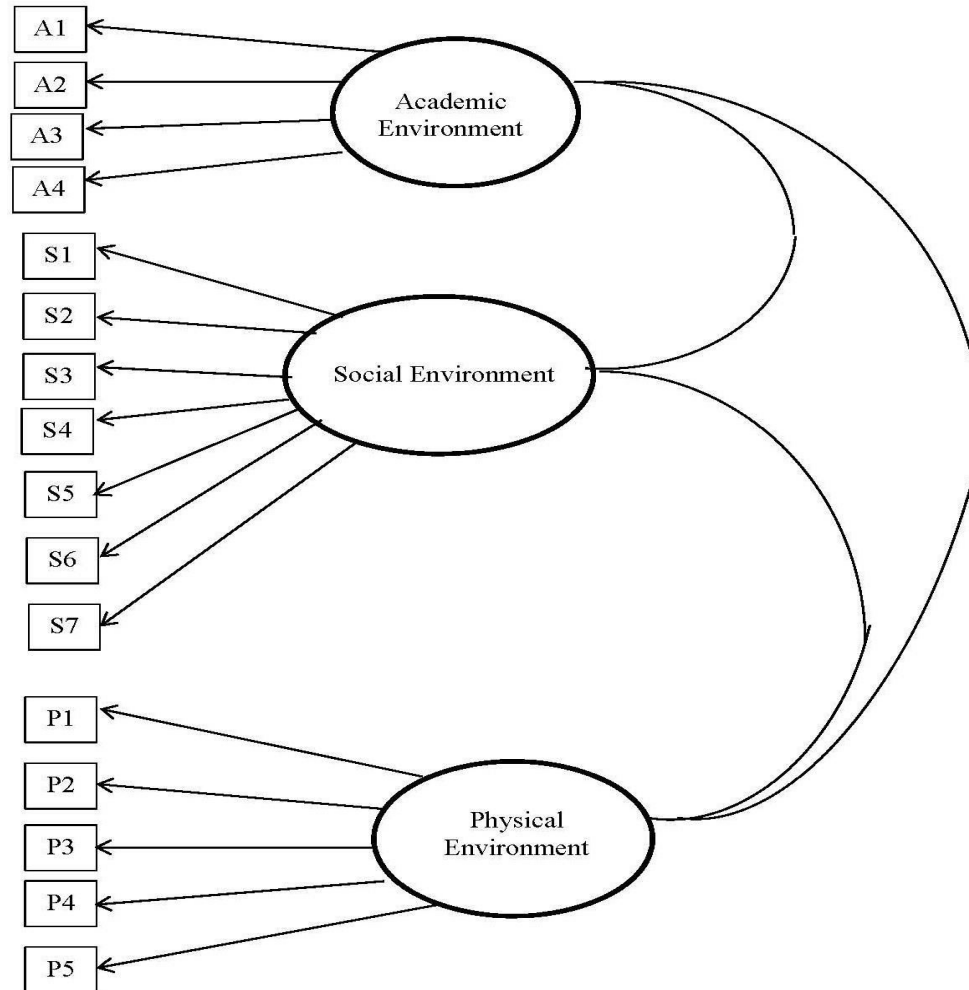 A1
A2
A3
A4
Academic
Environment
S1
S2
S3
S4
S5
S6
S7
Social Environment
P1
P2
P3
P4
P5
Physical
Environment